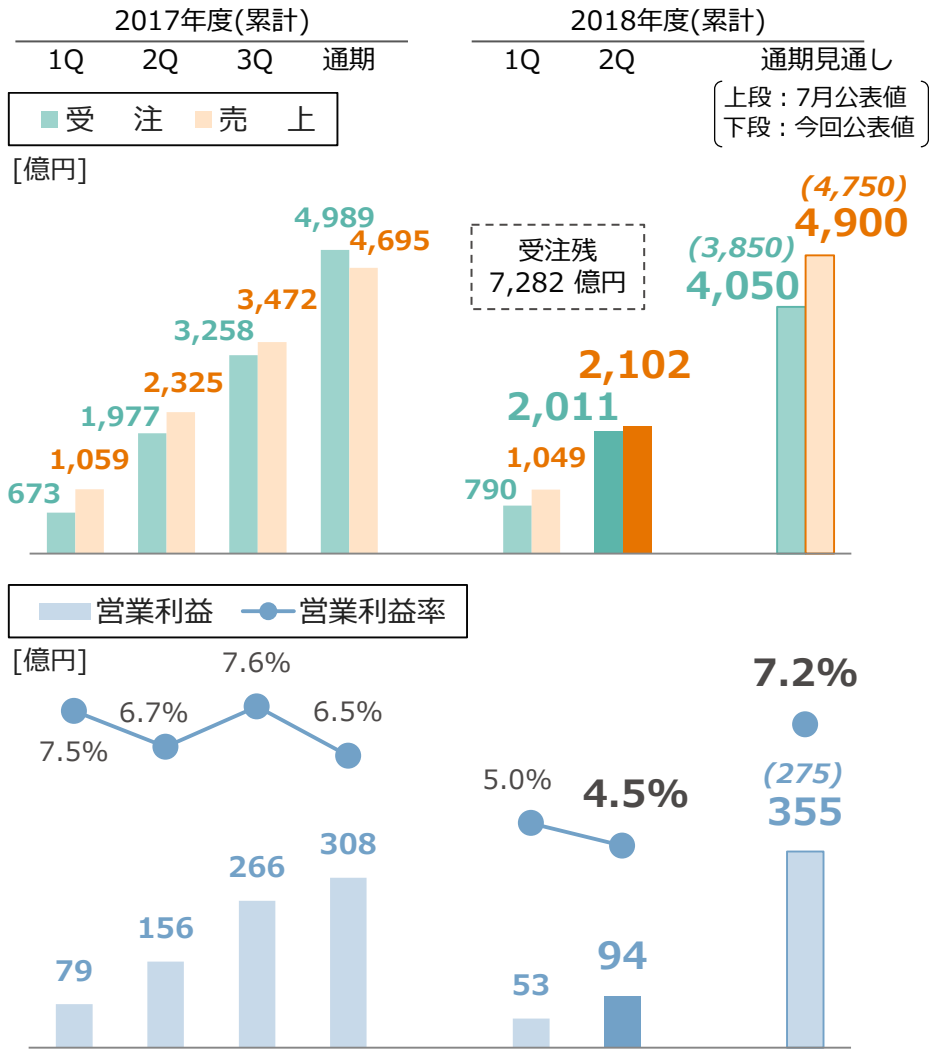 2017年度(累計)
2018年度(累計)
1Q 2Q 3Q 通期
1Q 2Q 通期見通し
上段：7月公表値
下段：今回公表値
受 注 売 上
[億円]
673
1,059
1,977
2,325
3,258
3,472
4,989
4,695
受注残
7,282 億円
790
1,049
2,011
2,102
(3,850)
4,050
(4,750)
4,900
営業利益 営業利益率
[億円]
7.5%
6.7%
7.6%
6.5%
5.0%
4.5%
7.2%
79
156
266
308
53
94
(275)
355